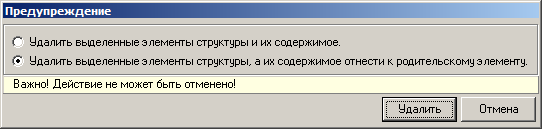 Предупреждение
Удалить выделенные элементы структуры и их содержимое.
Удалить выделенные элементы структуры, а их содержимое отнести к родительскому элементу.
Важно! Действие не может быть отменено!
Удалить Отмена